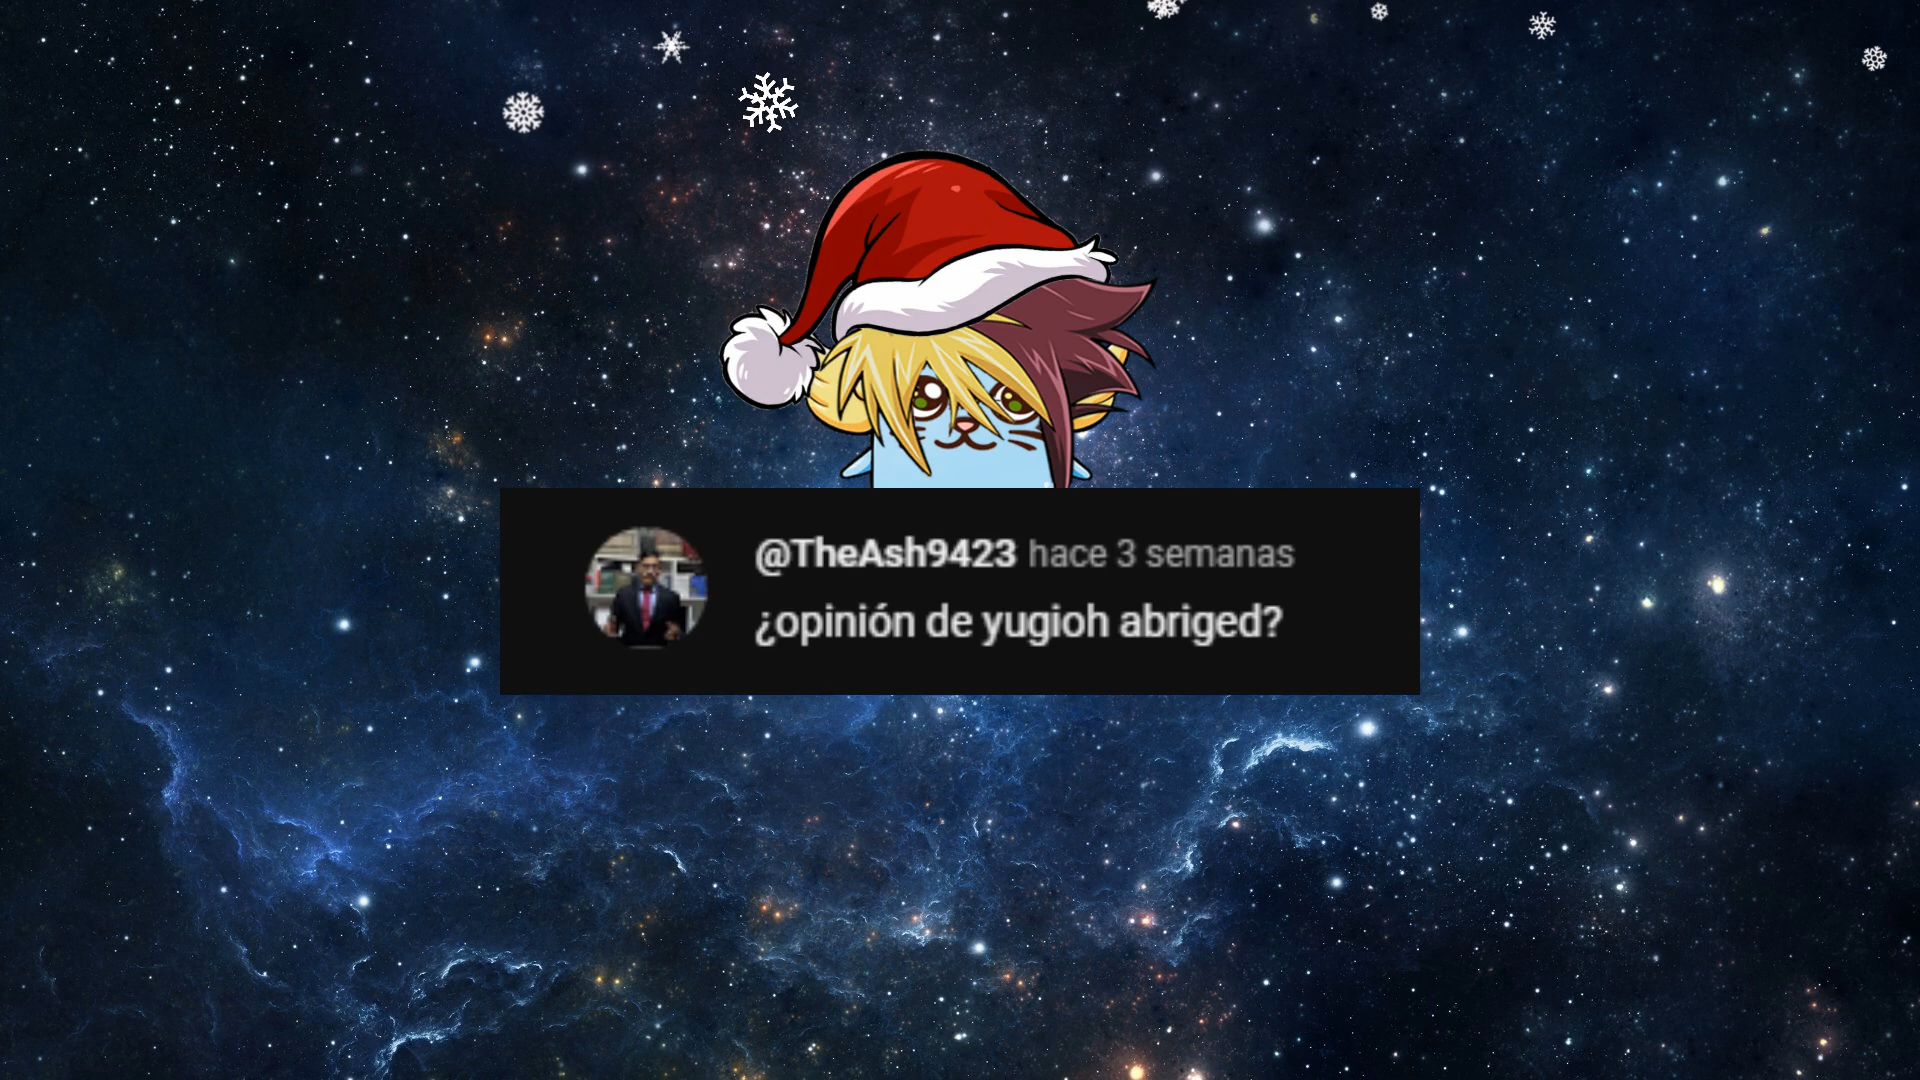 @TheAsh9423 hace 3 semanas
¿opinión de yugioh abriged?